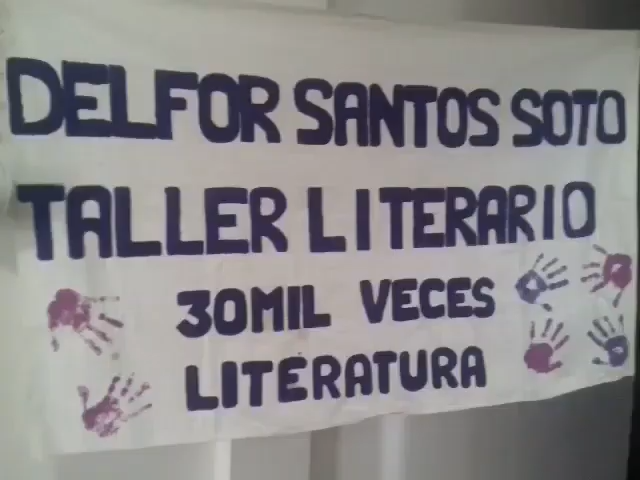 DELFOR SANTOS SOTO
TALLER LITERARIO
30MIL VECES
LITERATURA